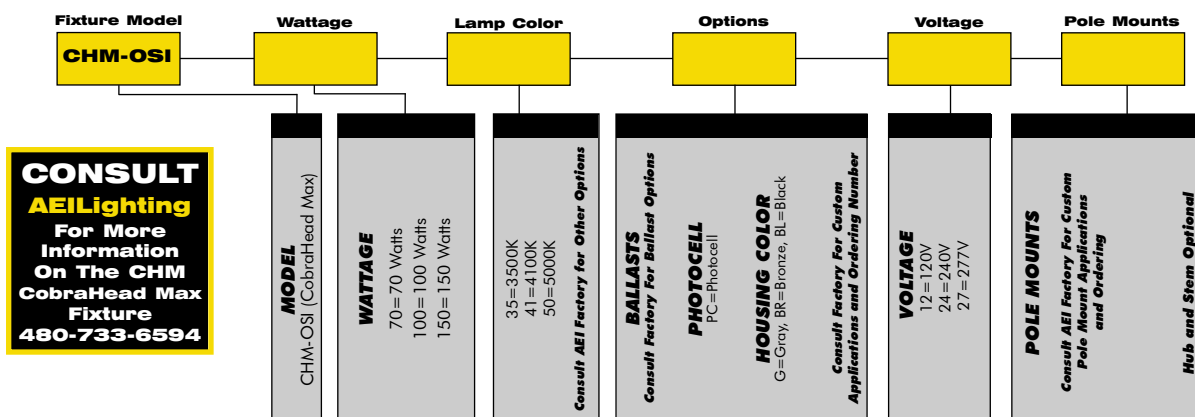 Fixture Model
Wattage
Lamp Color
Options
Voltage
Pole Mounts
CHM-OSI
CONSULT
AEILighting
For More
Information
On The CHM
CobraHead Max
Fixture
480-733-6594
MODEL
CHM-OSI (CobraHead Max)
WATTAGE
70=70 Watts
100=100 Watts
150=150 Watts
35=3500K
41=4100K
50=5000K
Consult AEI Factory for Other Options
BALLASTS
Consult Factory For Ballast Options
PHOTOCELL
PC=Photocell
HOUSING COLOR
G=Gray, BR=Bronze, BL=Black
Consult Factory For Custom
Applications and Ordering Number
VOLTAGE
12=120V
24=240V
27=277V
POLE MOUNTS
Consult AEI Factory For Custom
Pole Mount Applications
and Ordering
Hub and Stem Optional